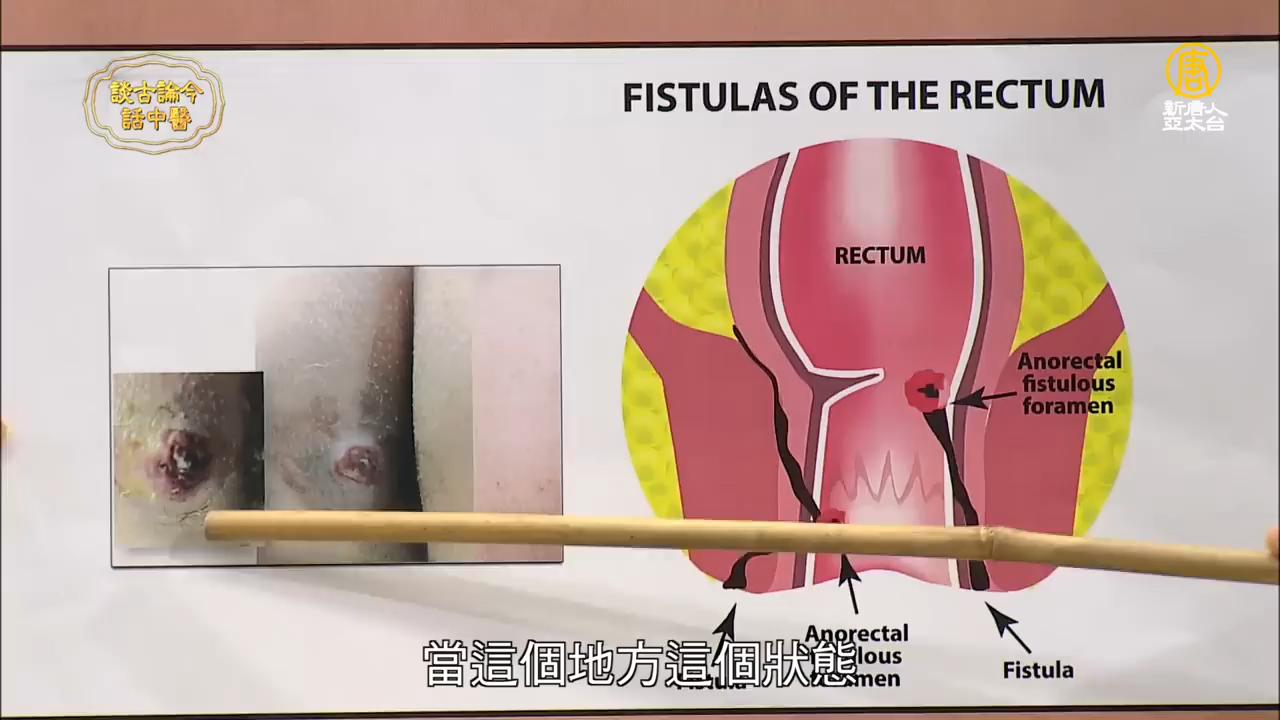 談古論今
話中醫
FISTULAS OF THE RECTUM
新唐人
亞太台
RECTUM
Anorectal
fistulous
foramen
Anorectal
Fistula
當這個地方這個狀態